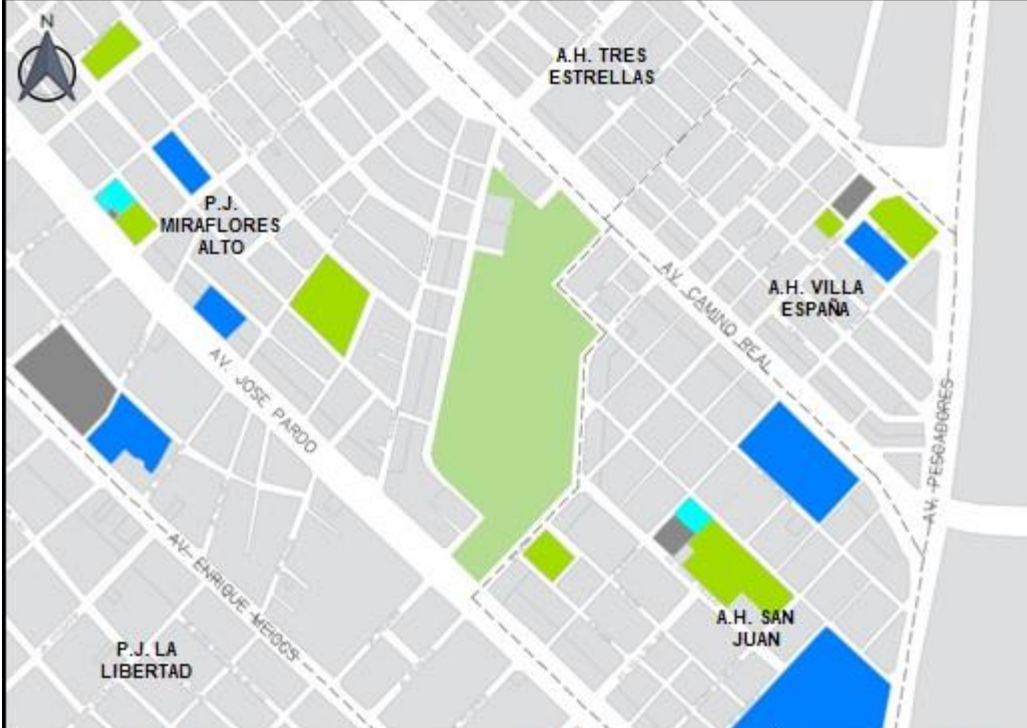 N
A.H. TRES
ESTRELLAS
P.J.
MIRAFLORES
ALTO
AV. CAMINO REAL
A.H. VILLA
ESPAÑA
AV. JOSE PARDO
AV. PESCADORES
AV. ENRIQUE MEIGGS
A.H. SAN
JUAN
P.J. LA
LIBERTAD